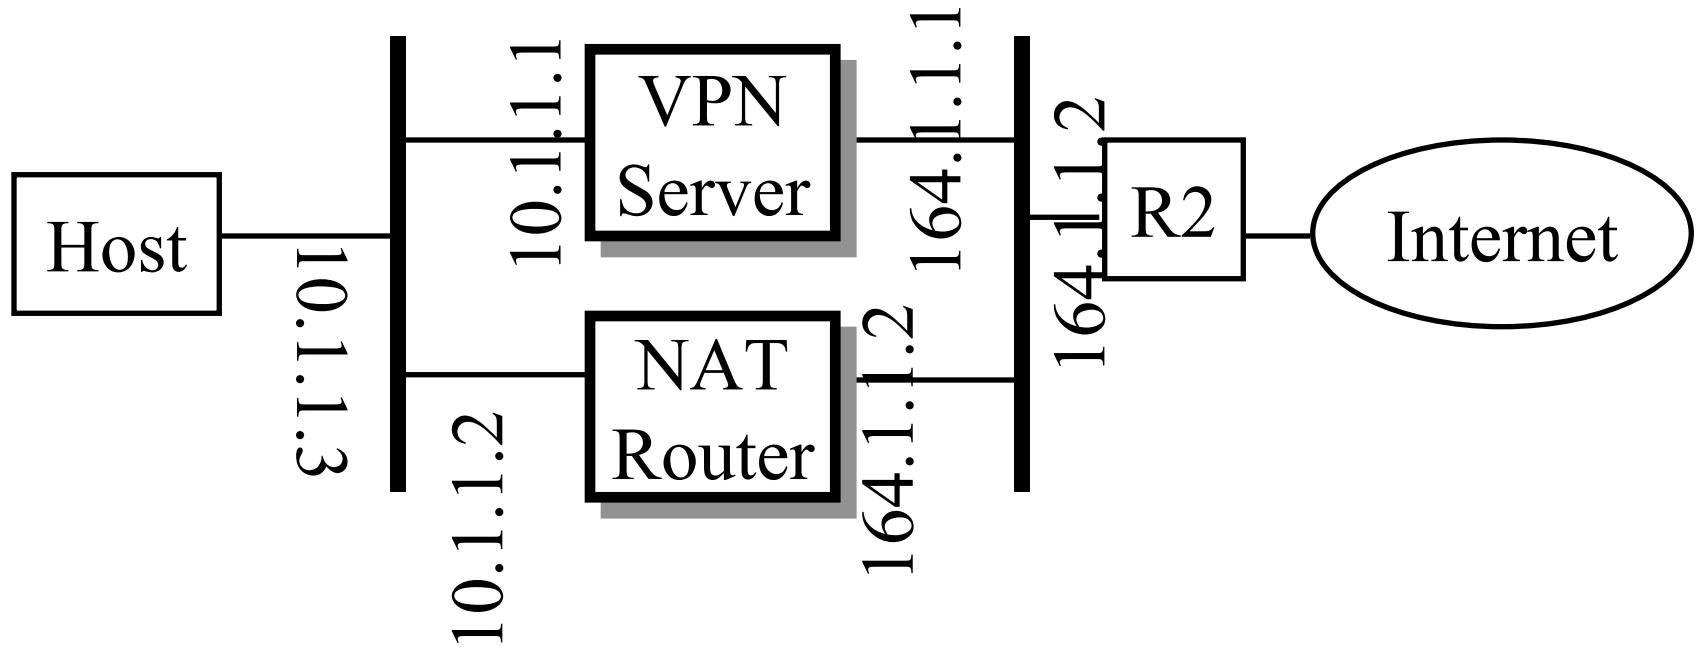 Host
10.1.1.3
10.1.1.1
VPN
Server
164.1.1.1
10.1.1.2
NAT
Router
164.1.1.2
164.1.1.2
R2
Internet